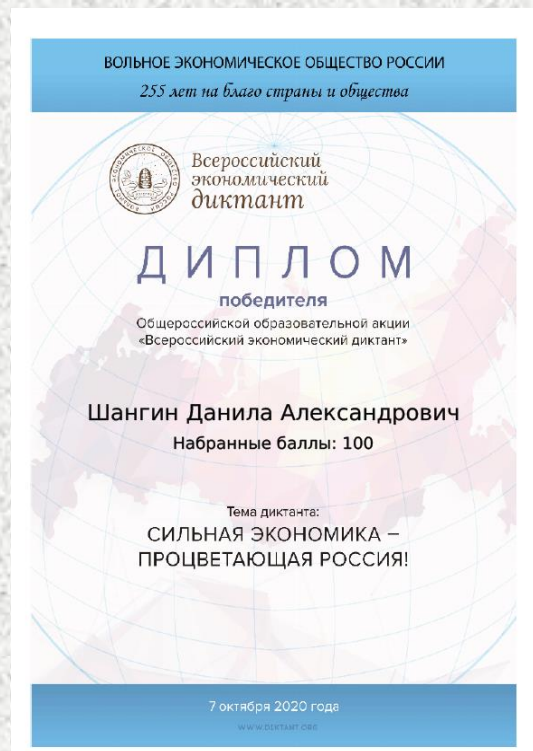 ВОЛЬНОЕ ЭКОНОМИЧЕСКОЕ ОБЩЕСТВО РОССИИ
255 лет на благо страны и общества
Всероссийский
экономический
диктант
ДИПЛОМ
победителя
Общероссийской образовательной акции
«Всероссийский экономический диктант»
Шангин Данила Александрович
Набранные баллы: 100
Тема диктанта:
СИЛЬНАЯ ЭКОНОМИКА –
ПРОЦВЕТАЮЩАЯ РОССИЯ!
7 октября 2020 года
WWW.DIKTANT.ORG